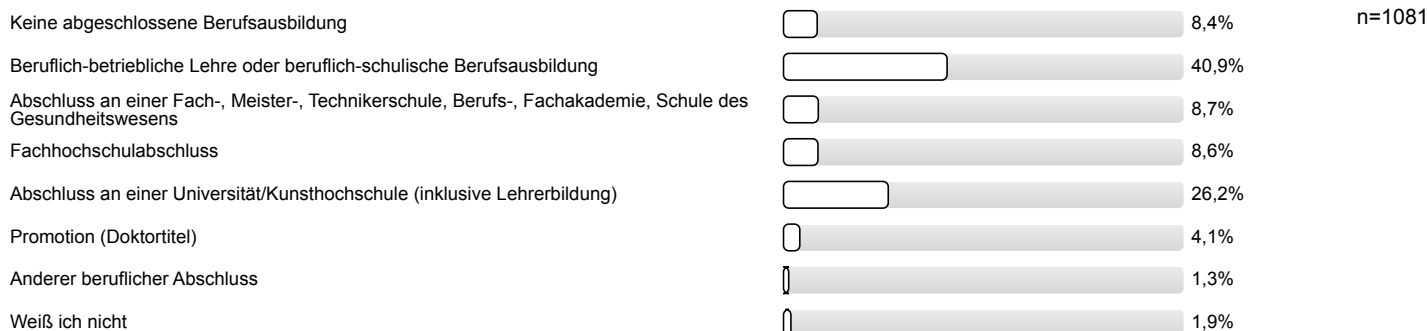 Keine abgeschlossene Berufsausbildung 8,4% n=1081
Beruflich-betriebliche Lehre oder beruflich-schulische Berufsausbildung 40,9%
Abschluss an einer Fach-, Meister-, Technikerschule, Berufs-, Fachakademie, Schule des
Gesundheitswesens 8,7%
Fachhochschulabschluss 8,6%
Abschluss an einer Universität/Kunsthochschule (inklusive Lehrerbildung) 26,2%
Promotion (Doktortitel) 4,1%
Anderer beruflicher Abschluss 1,3%
Weiß ich nicht 1,9%